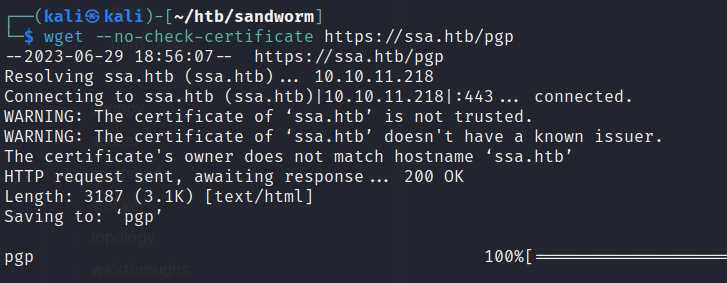 ┌──(kali㉿kali)-[~/htb/sandworm]
└─$ wget --no-check-certificate https://ssa.htb/pgp
--2023-06-29 18:56:07--  https://ssa.htb/pgp
Resolving ssa.htb (ssa.htb)... 10.10.11.218
Connecting to ssa.htb (ssa.htb)|10.10.11.218|:443... connected.
WARNING: The certificate of ‘ssa.htb’ is not trusted.
WARNING: The certificate of ‘ssa.htb’ doesn't have a known issuer.
The certificate's owner does not match hostname ‘ssa.htb’
HTTP request sent, awaiting response... 200 OK
Length: 3187 (3.1K) [text/html]
Saving to: ‘pgp’
topology
pgp 100%[==================
walkthroughs